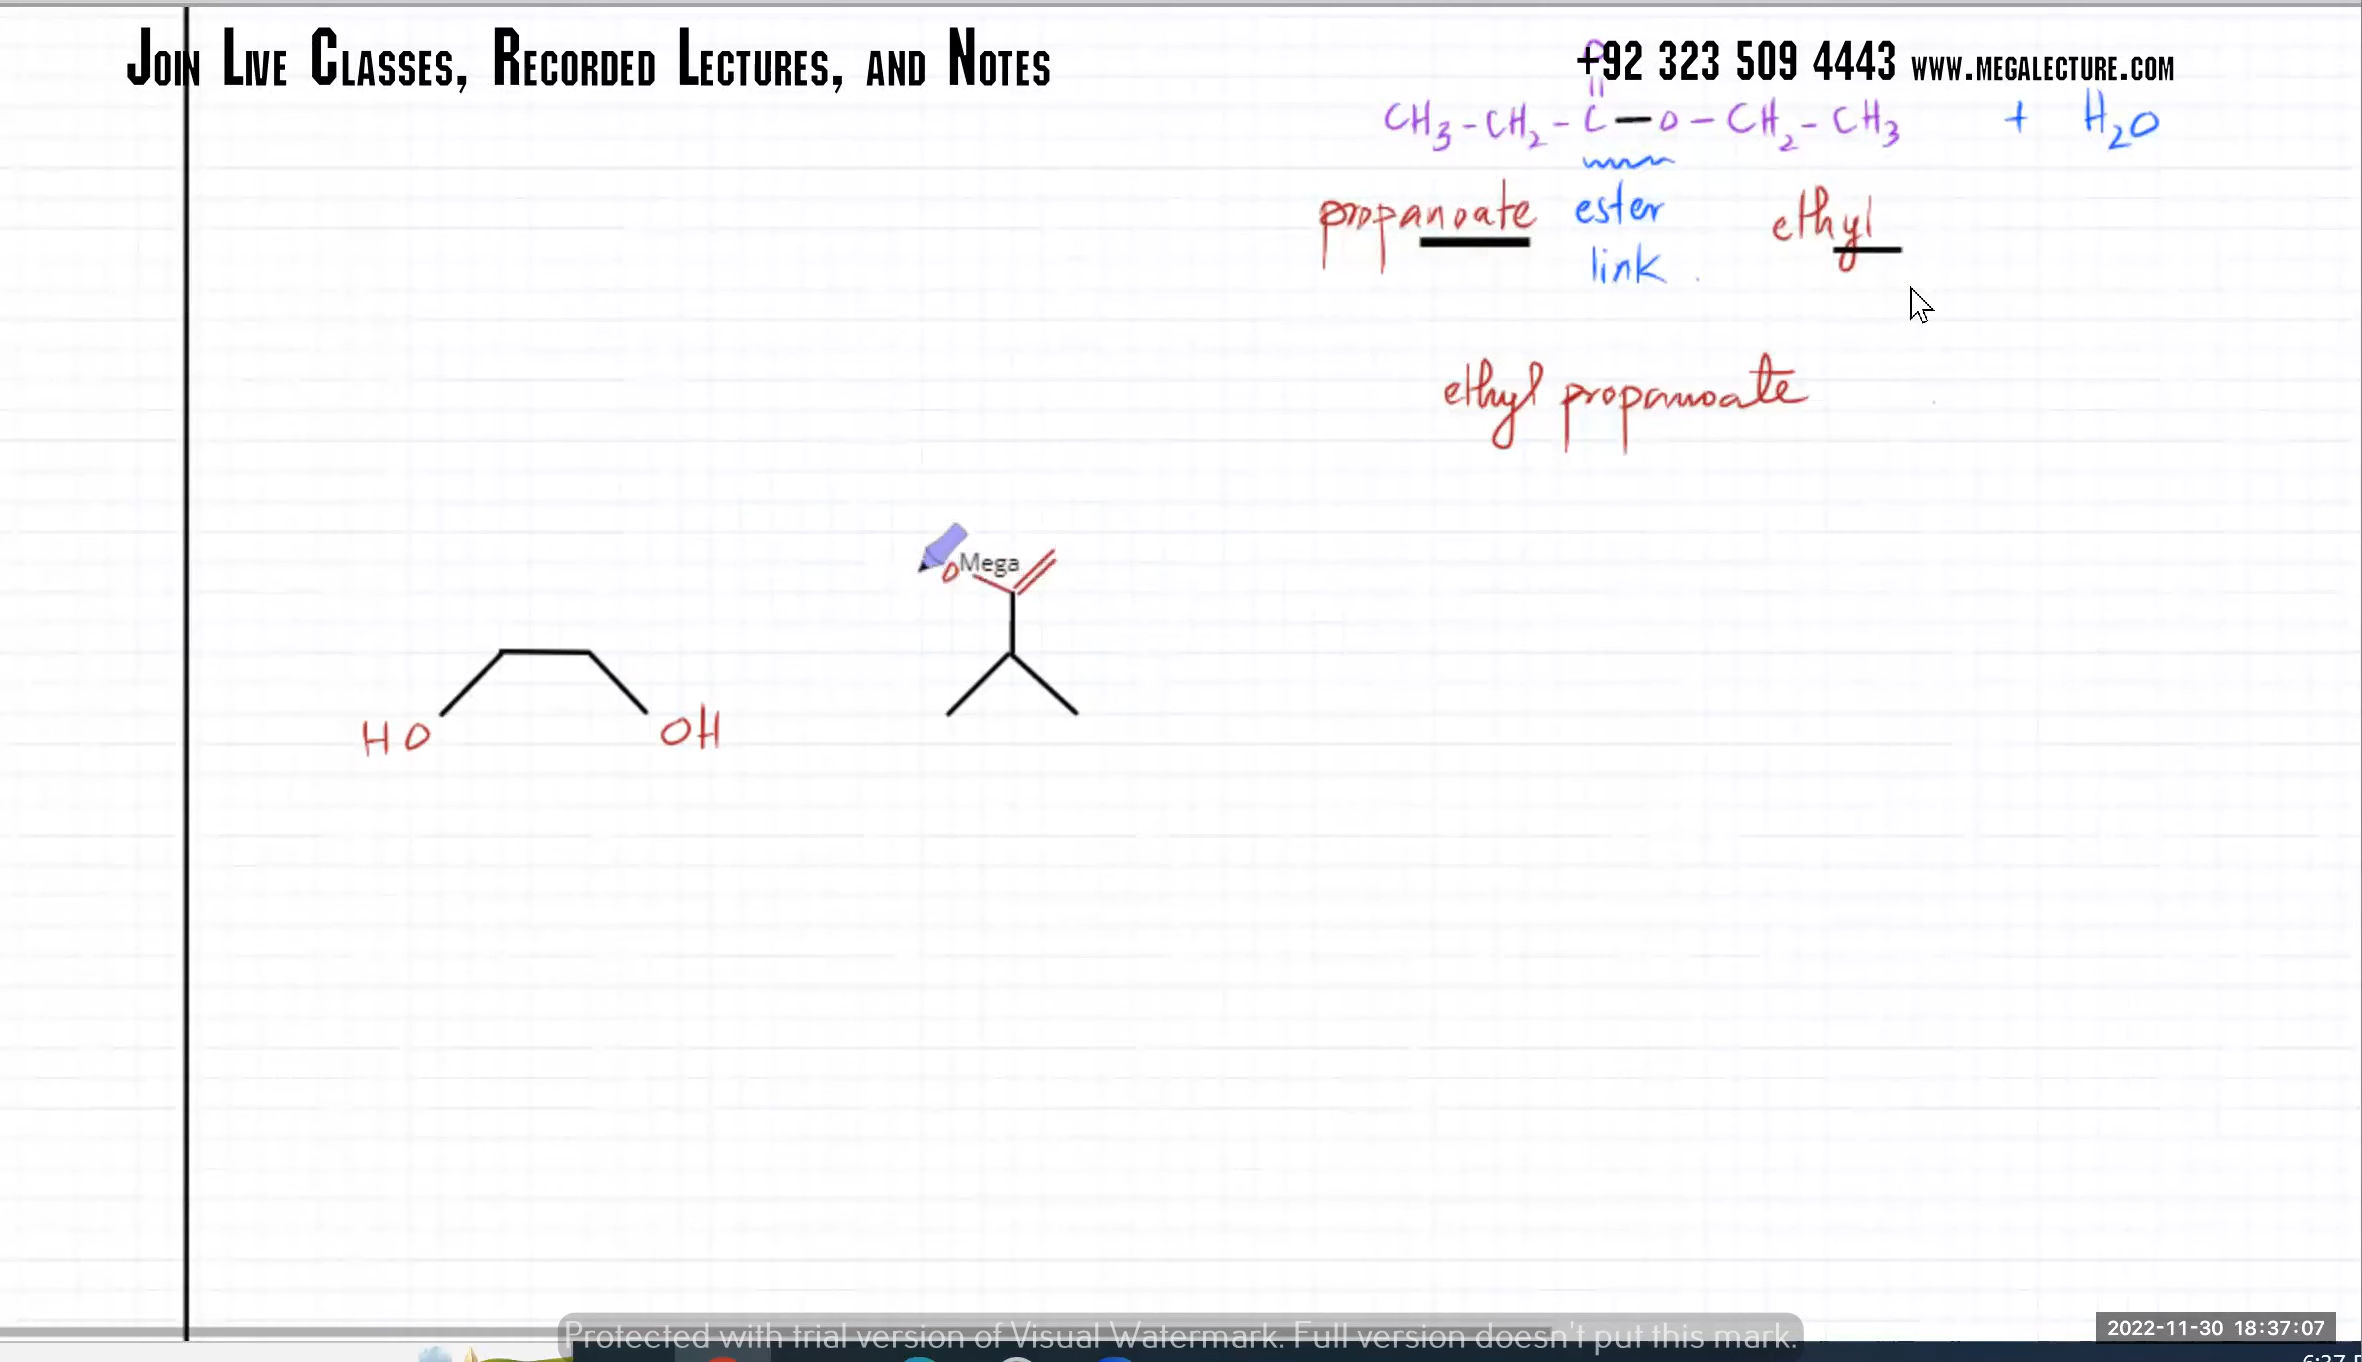 JOIN LIVE CLASSES, RECORDED LECTURES, AND NOTES
+92 323 509 4443 WWW.MEGALECTURE.COM
O
CH3-CH2-C-O-CH2-CH3 + H2O
propanoate ester link ethyl
ethyl propanoate
O Mega
HO OH
Protected with trial version of Visual Watermark. Full version doesn't put this mark.
2022-11-30 18:37:07